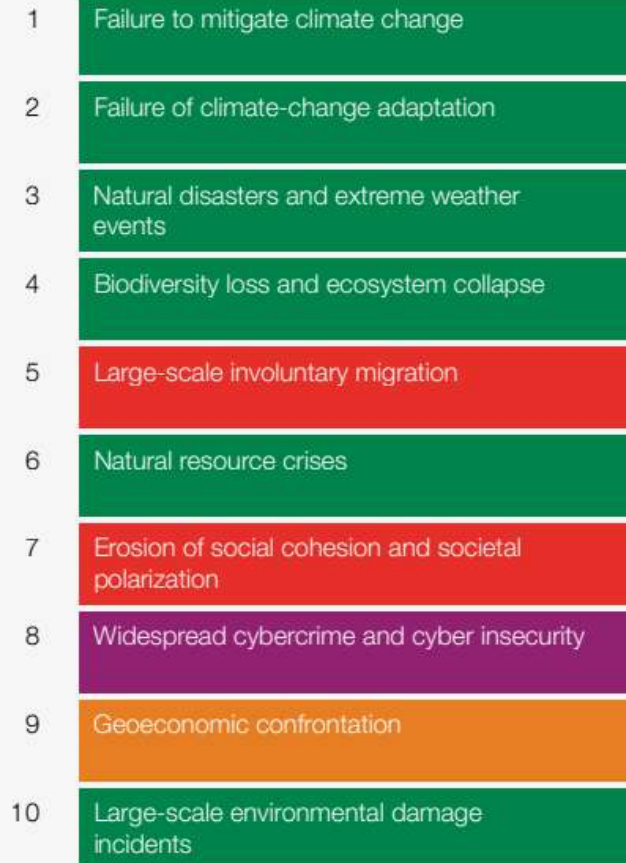 1 Failure to mitigate climate change
2 Failure of climate-change adaptation
3 Natural disasters and extreme weather
events
4 Biodiversity loss and ecosystem collapse
5 Large-scale involuntary migration
6 Natural resource crises
7 Erosion of social cohesion and societal
polarization
8 Widespread cybercrime and cyber insecurity
9 Geoeconomic confrontation
10 Large-scale environmental damage
incidents